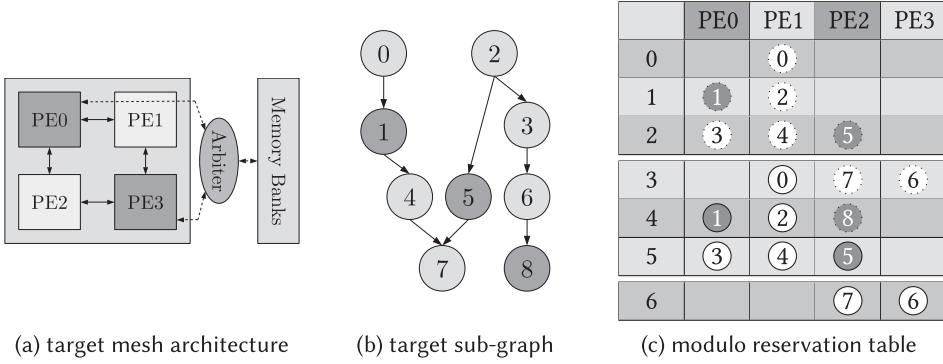 PE0 PE1
PE2 PE3
Arbiter
Memory Banks
(a) target mesh architecture
0 2
1 3
4 5 6
7 8
(b) target sub-graph
PE0 PE1 PE2 PE3
0 0
1 1 2
2 3 4 5
3 0 7 6
4 1 2 8
5 3 4 5
6 7 6
(c) modulo reservation table